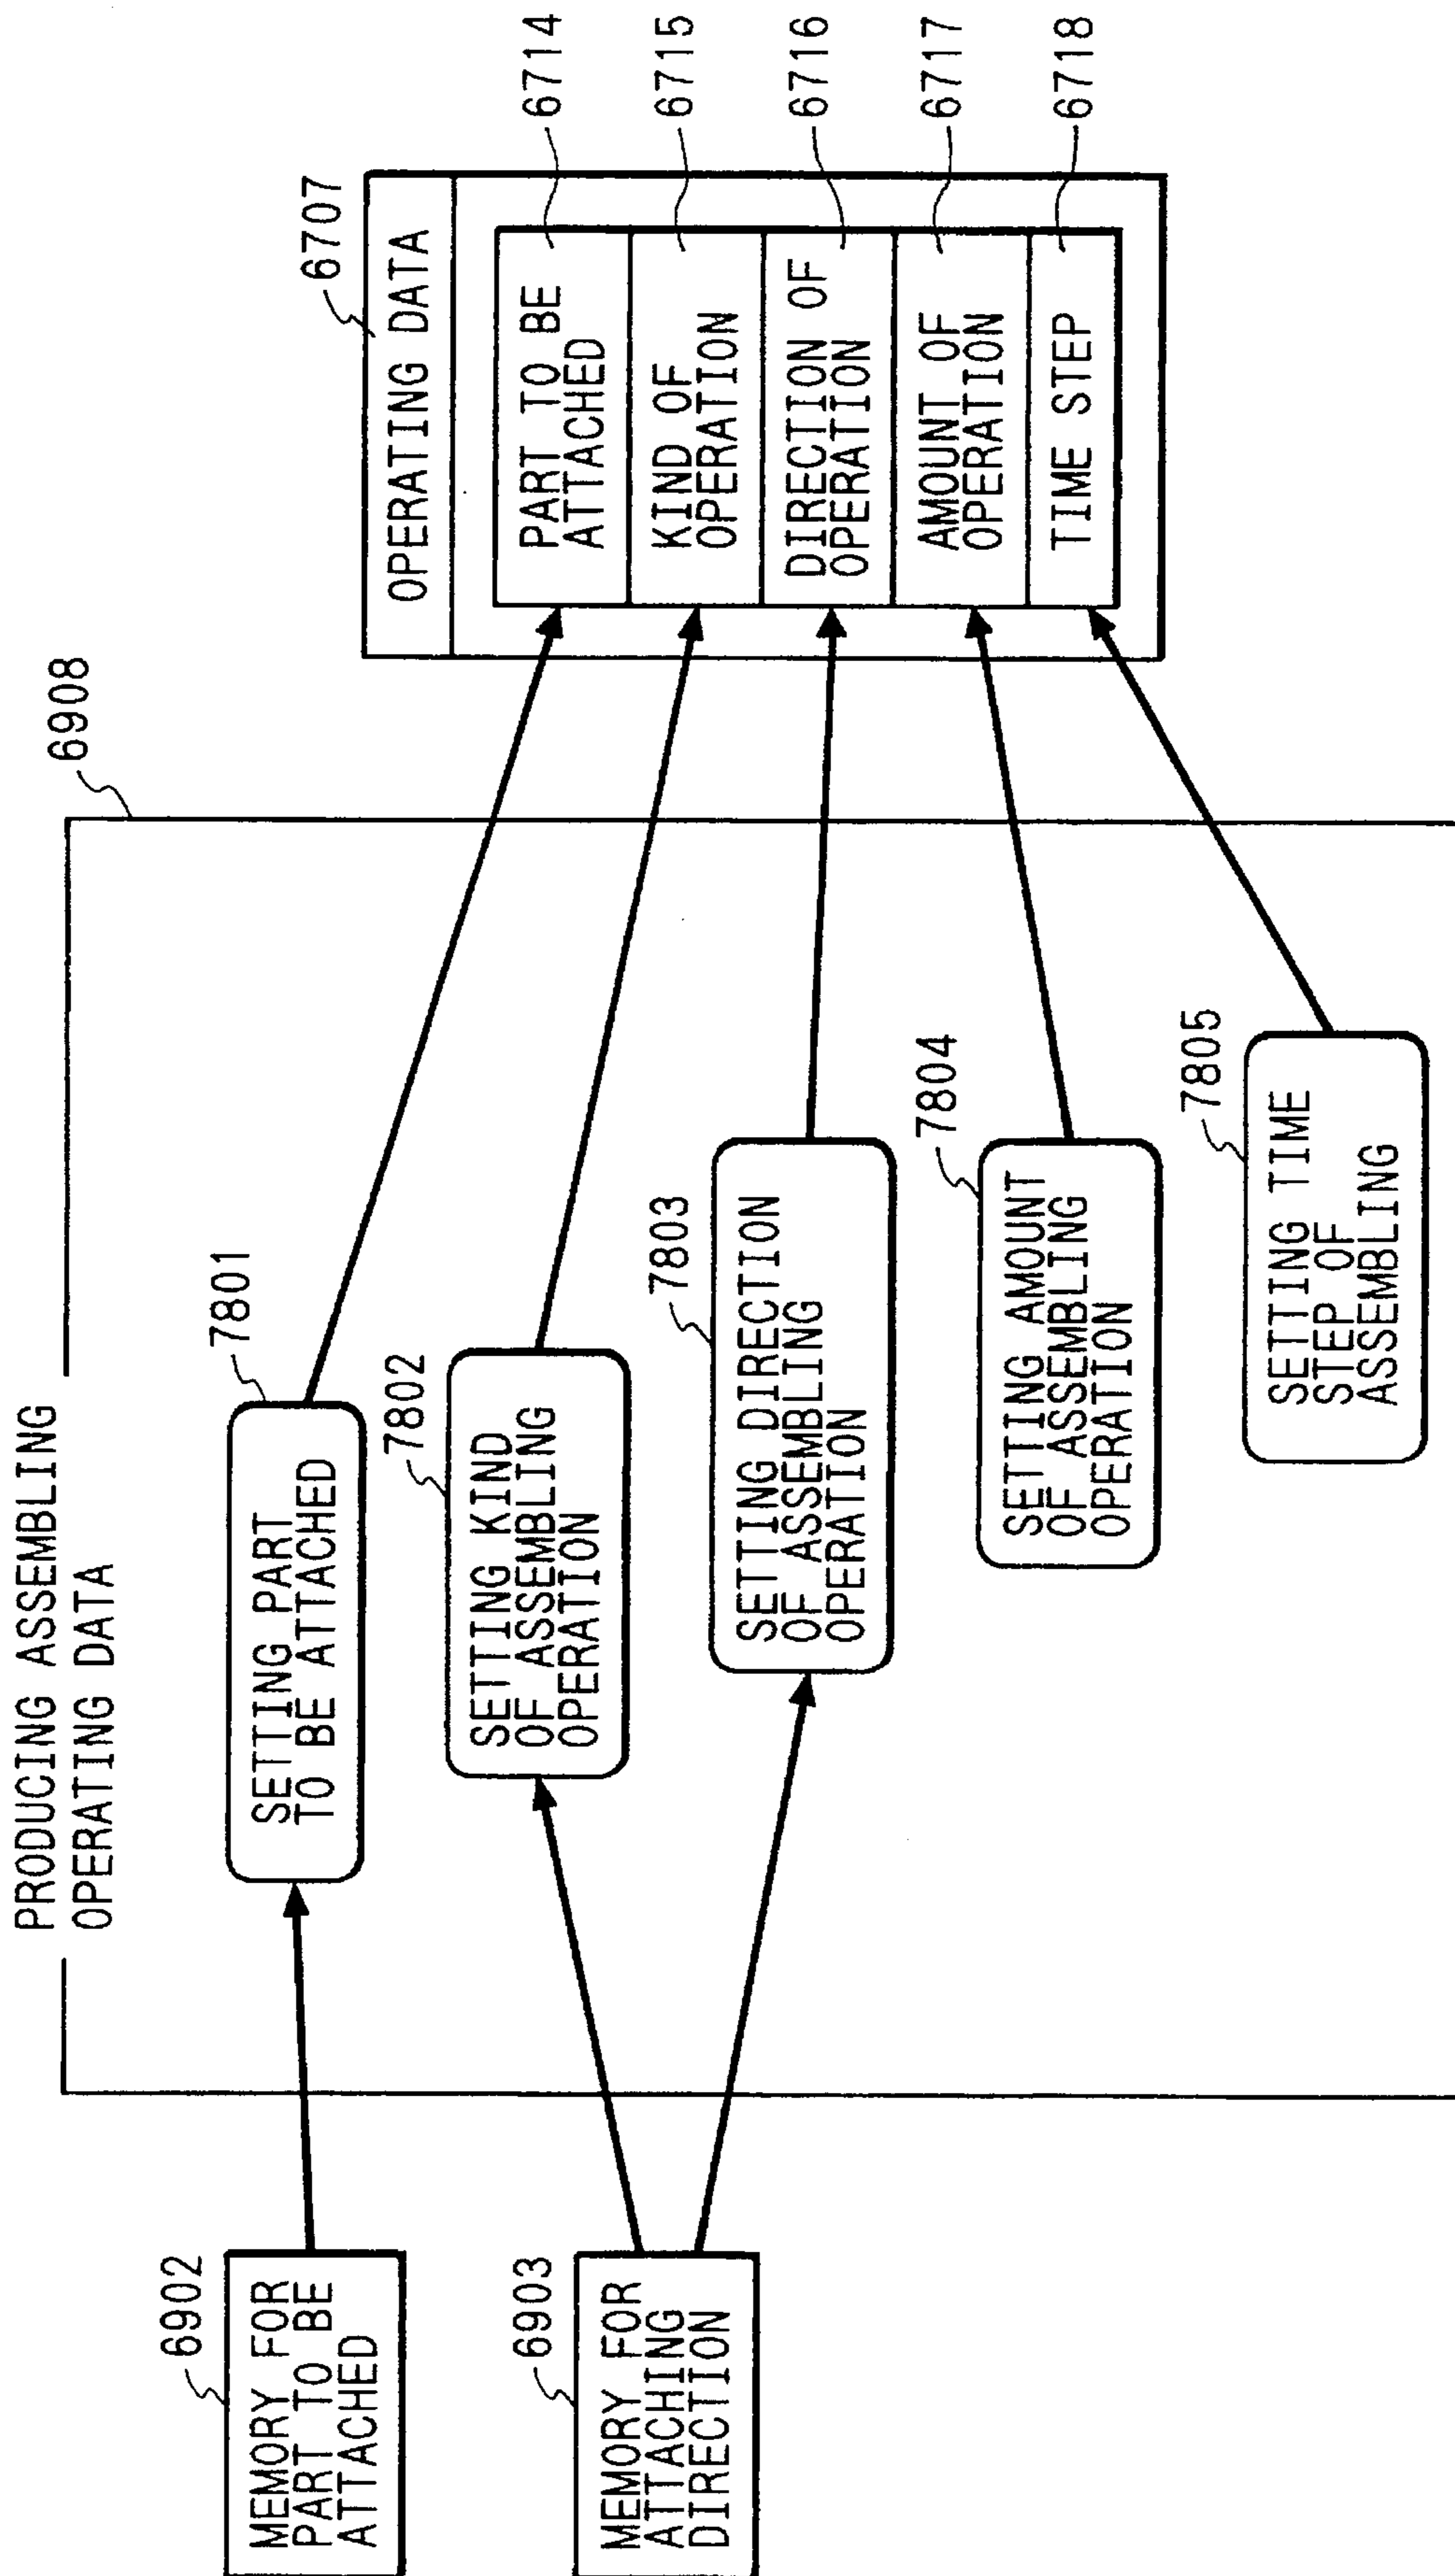 PRODUCING ASSEMBLING
OPERATING DATA
6908
6902
MEMORY FOR
PART TO BE
ATTACHED
6903
MEMORY FOR
ATTACHING
DIRECTION
7801
SETTING PART
TO BE ATTACHED
7802
SETTING KIND
OF ASSEMBLING
OPERATION
7803
SETTING DIRECTION
OF ASSEMBLING
OPERATION
7804
SETTING AMOUNT
OF ASSEMBLING
OPERATION
7805
SETTING TIME
STEP OF
ASSEMBLING
6707
OPERATING DATA
PART TO BE
ATTACHED
6714
KIND OF
OPERATION
6715
DIRECTION OF
OPERATION
6716
AMOUNT OF
OPERATION
6717
TIME STEP
6718